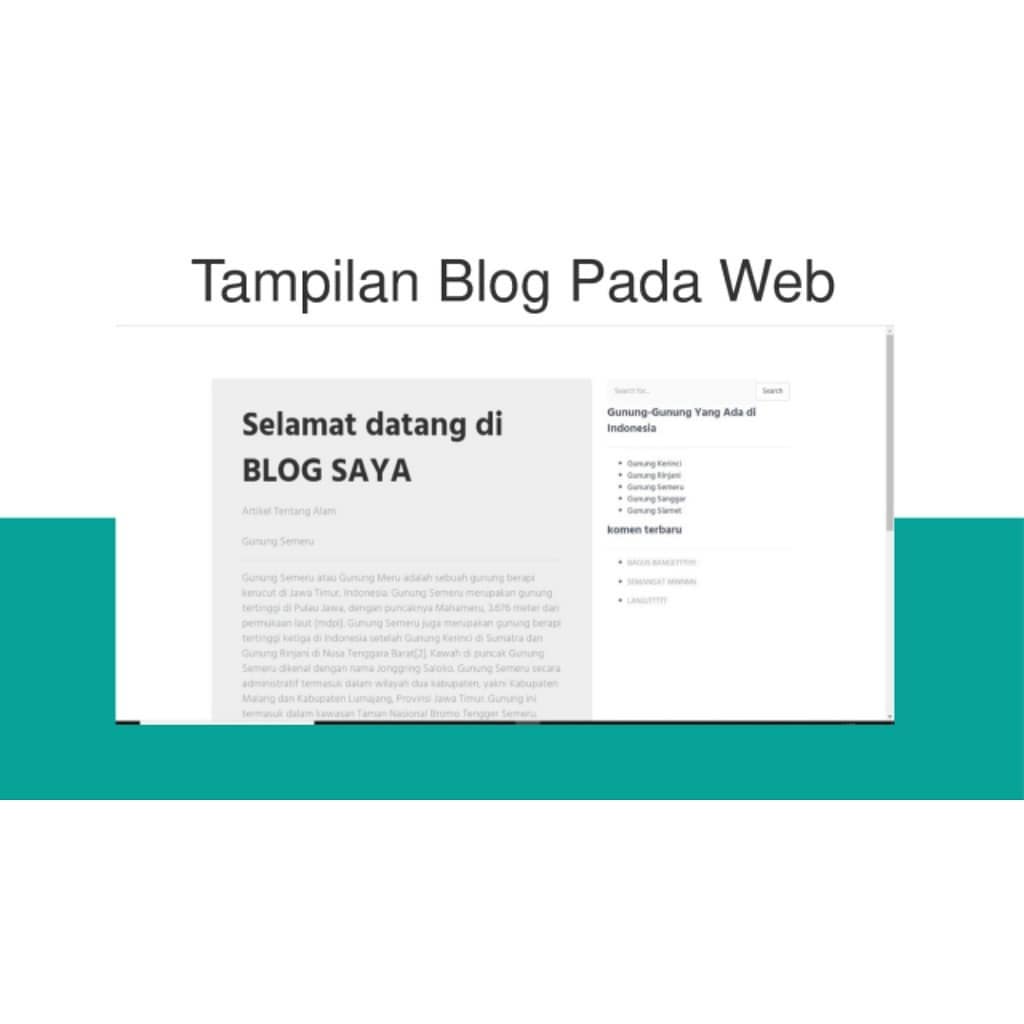 Tampilan Blog Pada Web
Selamat datang di
BLOG SAYA
Artikel Tentang Alam
Gunung Semeru
Gunung Semeru atau Gunung Meru adalah sebuah gunung berapi
kerucut di Jawa Timur, Indonesia. Gunung Semeru merupakan gunung
tertinggi di Pulau Jawa, dengan puncaknya Mahameru, 3.676 meter dari
permukaan laut (mdpl). Gunung Semeru juga merupakan gunung berapi
tertinggi ketiga di Indonesia setelah Gunung Kerinci di Sumatra dan
Gunung Rinjani di Nusa Tenggara Barat[2]. Kawah di puncak Gunung
Semeru dikenal dengan nama Jonggring Saloko. Gunung Semeru secara
administratif termasuk dalam wilayah dua kabupaten, yakni Kabupaten
Malang dan Kabupaten Lumajang, Provinsi Jawa Timur. Gunung ini
termasuk dalam kawasan Taman Nasional Bromo Tengger Semeru.
Search for...
Search
Gunung-Gunung Yang Ada di
Indonesia
Gunung Kerinci
Gunung Rinjani
Gunung Semeru
Gunung Sanggar
Gunung Slamet
komen terbaru
SEMANGAT